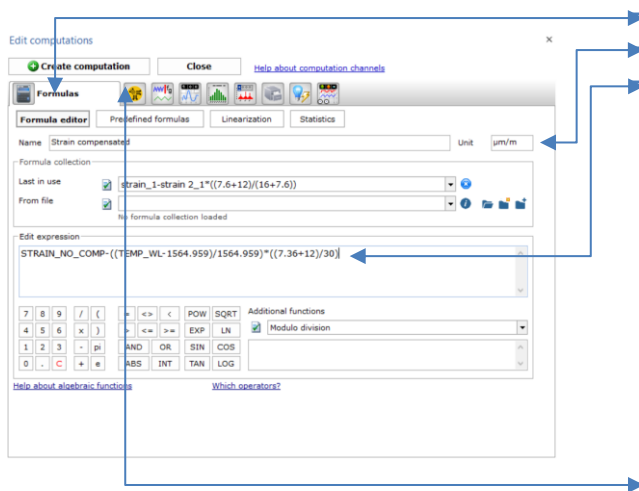 Edit computations
Create computation Close Help about computation channels
Formulas
Formula editor Predefined formulas Linearization Statistics
Name Strain compensated Unit µm/m
Formula collection
Last in use strain_1-strain 2_1*((7.6+12)/(16+7.6))
From file
No formula collection loaded
Edit expression
STRAIN_NO_COMP-((TEMP_WL-1564.959)/1564.959)*((7.36+12)/30)
7 8 9 / ( = <> < POW SQRT Additional functions
4 5 6 x ) > <= >= EXP LN Modulo division
1 2 3 - pi AND OR SIN COS
0 . C + e ABS INT TAN LOG
Help about algebraic functions Which operators?